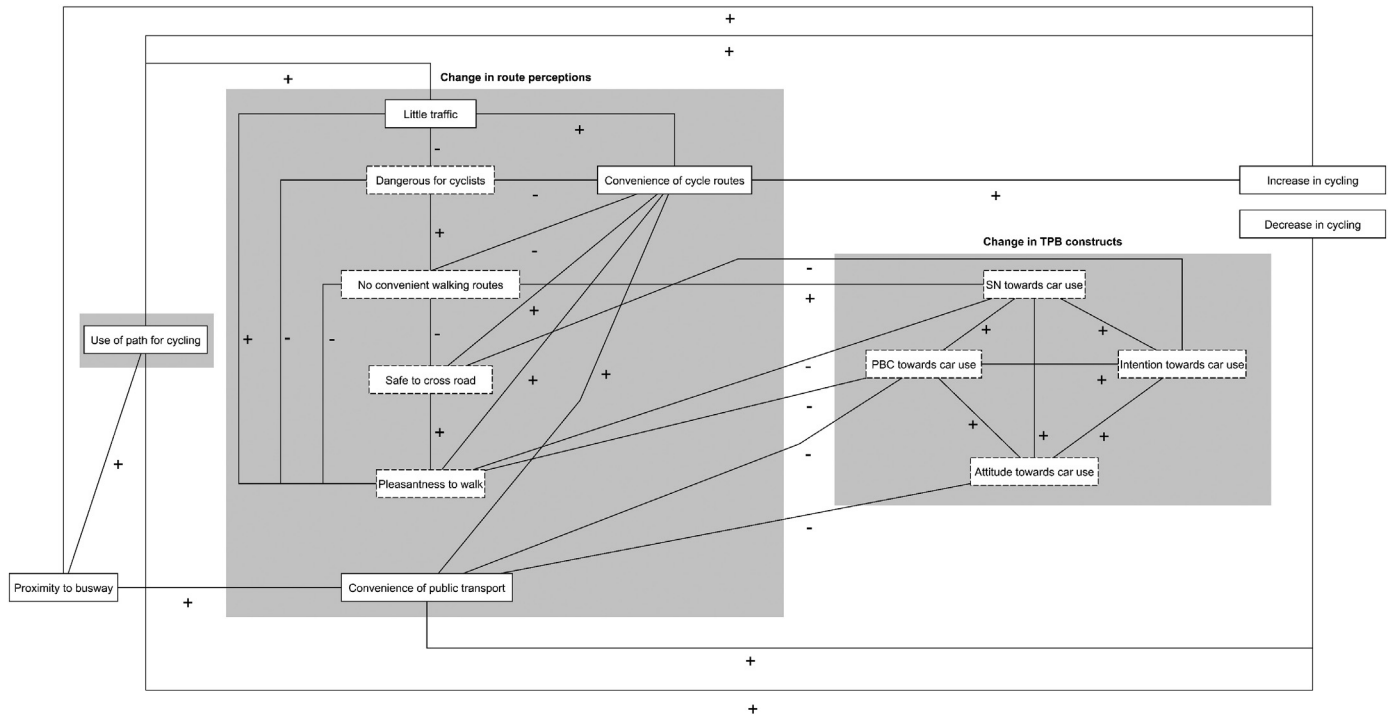 +
+
+
Change in route perceptions
Little traffic
+
-
Dangerous for cyclists
Convenience of cycle routes
Increase in cycling
-
+
Decrease in cycling
+
Change in TPB constructs
-
-
No convenient walking routes
SN towards car use
+
+
+
+
-
Use of path for cycling
+
-
-
-
Safe to cross road
+
+
PBC towards car use
Intention towards car use
+
-
+
+
+
+
Pleasantness to walk
-
Attitude towards car use
+
-
Proximity to busway
Convenience of public transport
+
+
+